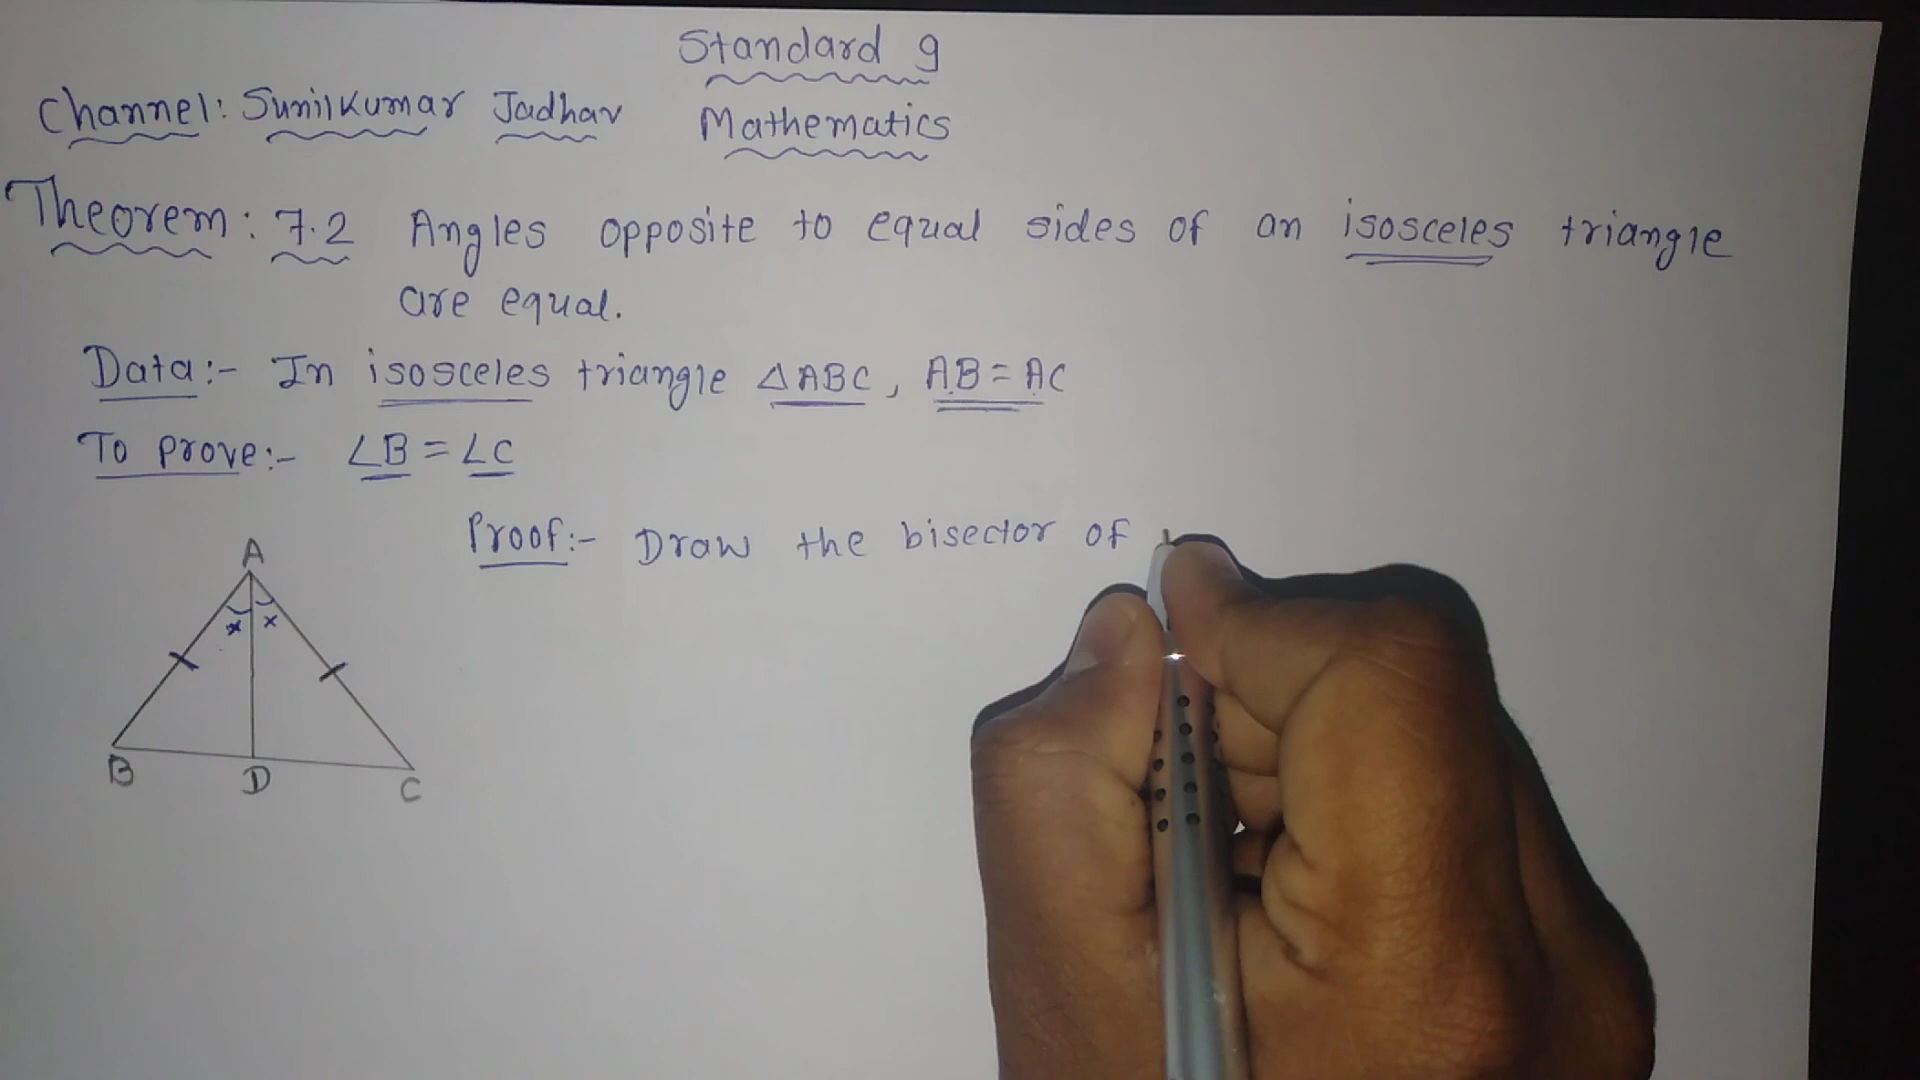 Standard 9
Channel: Sunilkumar Jadhav
Mathematics
Theorem: 7.2 Angles opposite to equal sides of an isosceles triangle
are equal.
Data:- In isosceles triangle △ABC, AB = AC
To prove:- ∠B = ∠C
Proof:- Draw the bisector of
A
x x
B D C